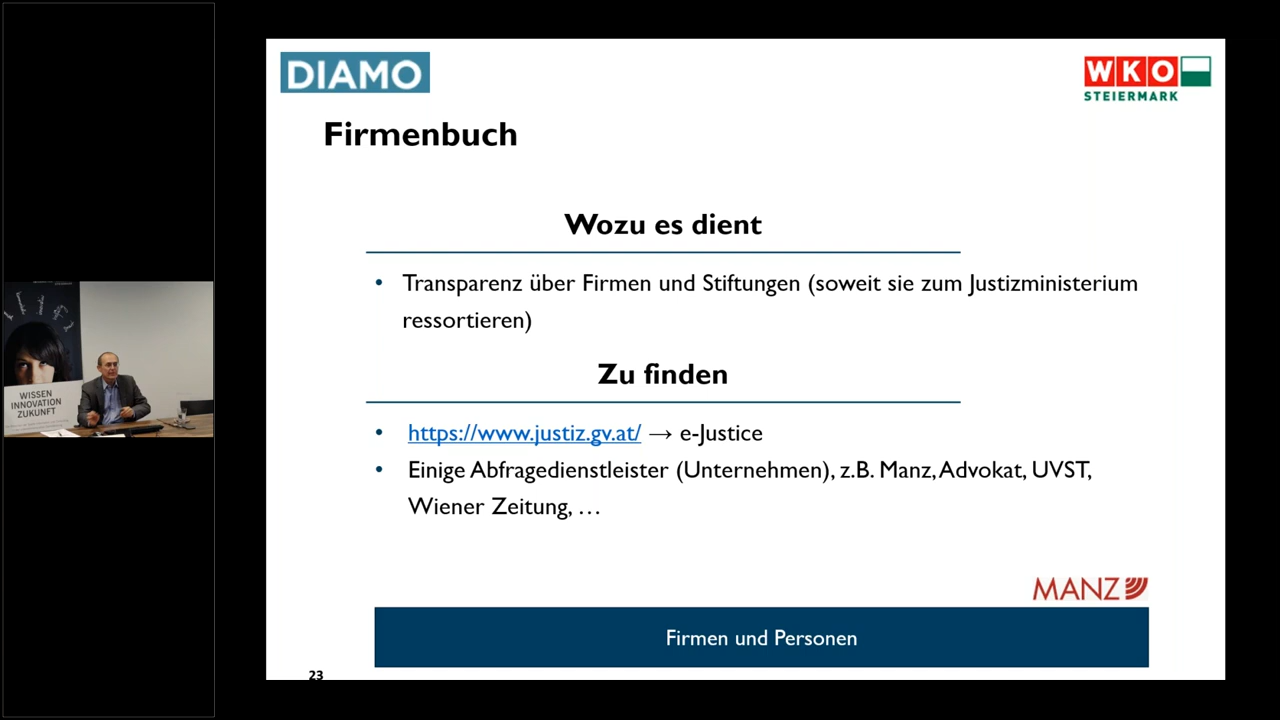 DIAMO
WKO
STEIERMARK
Firmenbuch
Wozu es dient
• Transparenz über Firmen und Stiftungen (soweit sie zum Justizministerium
ressortieren)
Zu finden
• https://www.justiz.gv.at/ → e-Justice
• Einige Abfragedienstleister (Unternehmen), z.B. Manz, Advokat, UVST,
Wiener Zeitung, …
MANZ
Firmen und Personen
23
WISSEN
INNOVATION
ZUKUNFT